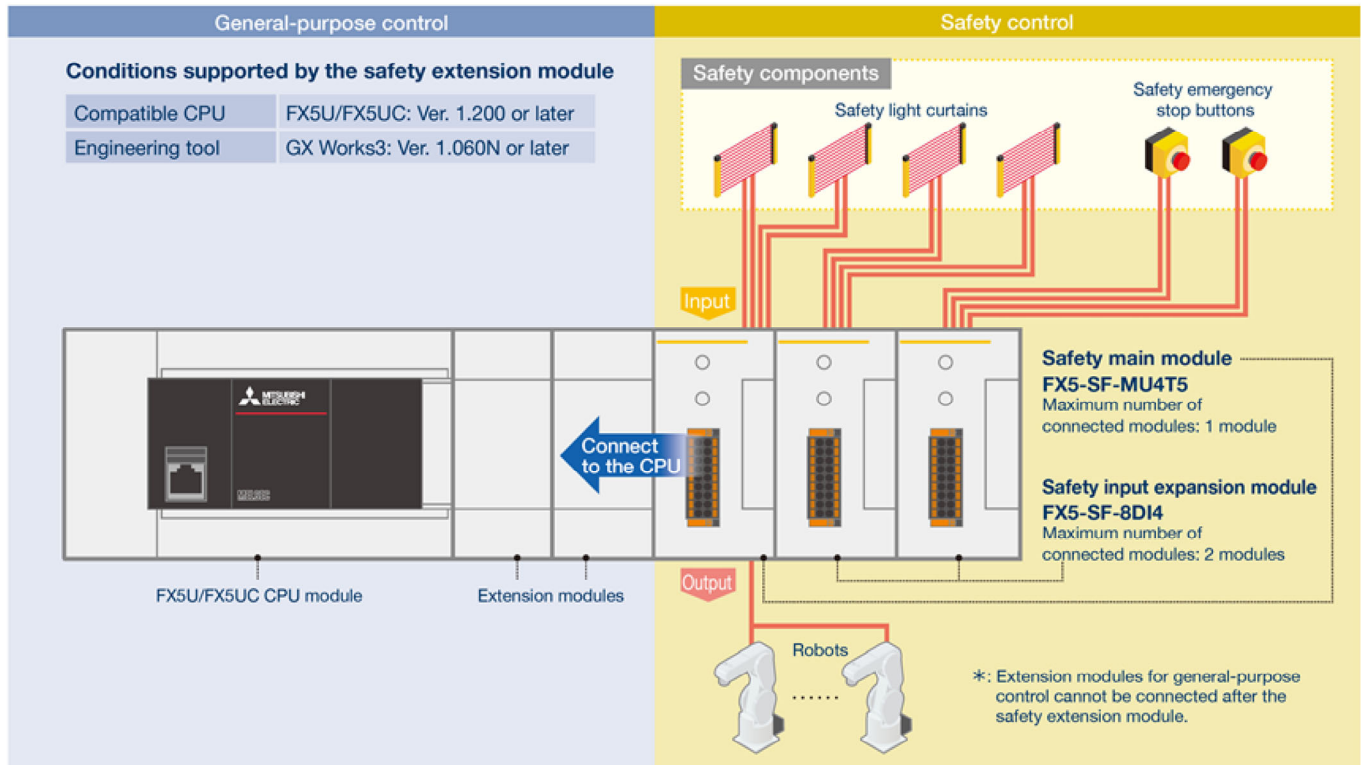 General-purpose control
Safety control
Conditions supported by the safety extension module
Compatible CPU
FX5U/FX5UC: Ver. 1.200 or later
Engineering tool
GX Works3: Ver. 1.060N or later
Safety components
Safety light curtains
Safety emergency
stop buttons
Input
MITSUBISHI
ELECTRIC
MELSEC
Connect
to the CPU
Safety main module
FX5-SF-MU4T5
Maximum number of
connected modules: 1 module
Safety input expansion module
FX5-SF-8DI4
Maximum number of
connected modules: 2 modules
FX5U/FX5UC CPU module
Extension modules
Output
Robots
*: Extension modules for general-purpose
control cannot be connected after the
safety extension module.